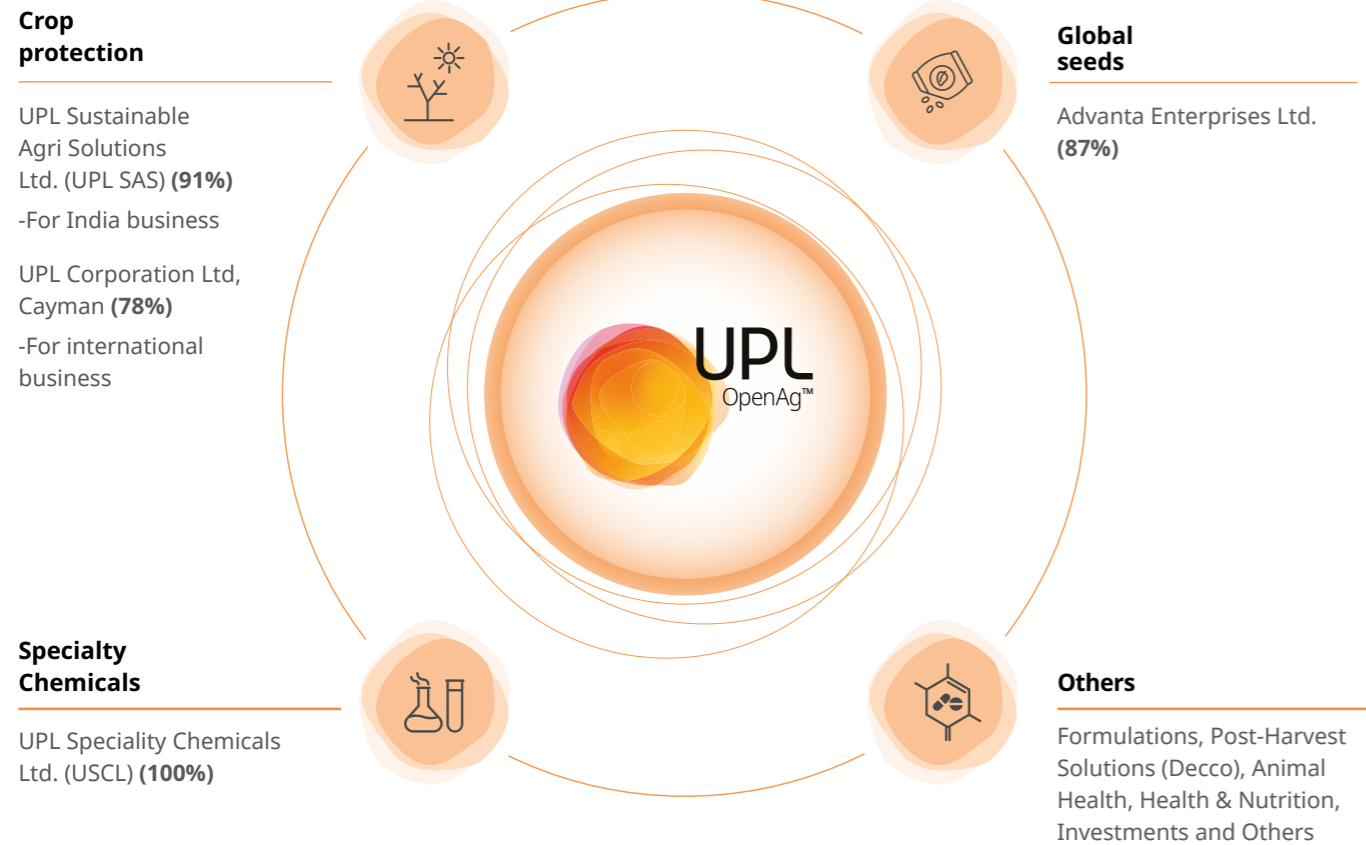 Crop
protection
UPL Sustainable
Agri Solutions
Ltd. (UPL SAS) (91%)
-For India business
UPL Corporation Ltd,
Cayman (78%)
-For international
business
Global
seeds
Advanta Enterprises Ltd.
(87%)
UPL
OpenAg™
Specialty
Chemicals
UPL Speciality Chemicals
Ltd. (USCL) (100%)
Others
Formulations, Post-Harvest
Solutions (Decco), Animal
Health, Health & Nutrition,
Investments and Others